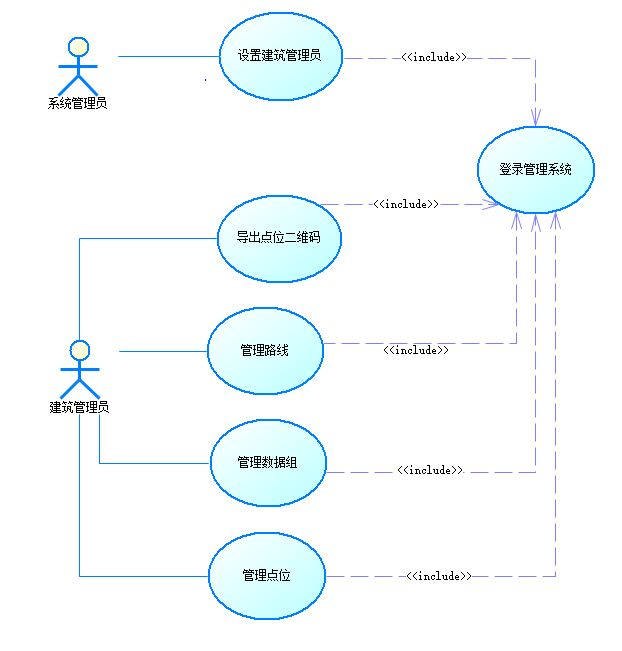 设置建筑管理员
<<include>>
系统管理员
登录管理系统
<<include>>
导出点位二维码
管理路线
<<include>>
建筑管理员
管理数据组
<<include>>
管理点位
<<include>>